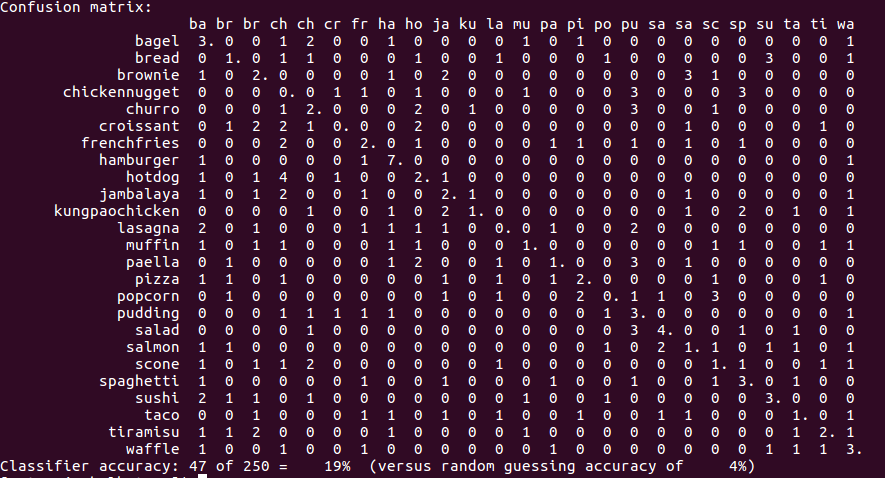 Confusion matrix:
ba br br ch ch cr fr ha ho ja ku la mu pa pi po pu sa sa sc sp su ta ti wa
bagel 3. 0 0 1 2 0 0 1 0 0 0 0 1 0 1 0 0 0 0 0 0 0 0 0 1
bread 0 1. 0 1 1 0 0 0 1 0 0 1 0 0 0 1 0 0 0 0 0 3 0 0 1
brownie 1 0 2. 0 0 0 0 1 0 2 0 0 0 0 0 0 0 0 3 1 0 0 0 0 0
chickennugget 0 0 0 0. 0 1 1 0 1 0 0 0 1 0 0 0 3 0 0 0 3 0 0 0 0
churro 0 0 0 1 2. 0 0 0 2 0 1 0 0 0 0 0 3 0 0 1 0 0 0 0 0
croissant 0 1 2 2 1 0. 0 0 2 0 0 0 0 0 0 0 0 0 1 0 0 0 0 1 0
frenchfries 0 0 0 2 0 0 2. 0 1 0 0 0 0 1 1 0 1 0 1 0 1 0 0 0 0
hamburger 1 0 0 0 0 0 1 7. 0 0 0 0 0 0 0 0 0 0 0 0 0 0 0 0 1
hotdog 1 0 1 4 0 1 0 0 2. 1 0 0 0 0 0 0 0 0 0 0 0 0 0 0 0
jambalaya 1 0 1 2 0 0 1 0 0 2. 1 0 0 0 0 0 0 0 1 0 0 0 0 0 1
kungpaochicken 0 0 0 0 1 0 0 1 0 2 1. 0 0 0 0 0 0 0 0 1 2 0 1 0 1
lasagna 2 0 1 0 0 0 1 1 1 1 0 0. 0 1 0 0 2 0 0 0 0 0 0 0 0
muffin 1 0 1 1 0 0 0 1 1 0 0 0 1. 0 0 0 0 0 0 1 1 0 0 1 1
paella 0 1 0 0 0 0 0 1 2 0 0 1 0 1. 0 0 3 0 1 0 0 0 0 0 0
pizza 1 1 0 1 0 0 0 0 0 1 0 1 0 1 2. 0 0 0 0 1 0 0 0 1 0
popcorn 0 1 0 0 0 0 0 0 0 1 0 1 0 0 2 0. 1 1 0 3 0 0 0 0 0
pudding 0 0 0 1 1 1 1 1 0 0 0 0 0 0 0 1 3. 0 0 0 0 0 0 0 1
salad 0 0 0 0 1 0 0 0 0 0 0 0 0 0 0 0 3 4. 0 0 1 0 1 0 0
salmon 1 1 0 0 0 0 0 0 0 0 0 0 0 0 0 1 0 2 1. 1 0 1 1 0 1
scone 1 0 1 1 2 0 0 0 0 0 0 1 0 0 0 0 0 0 0 1. 1 0 0 1 1
spaghetti 1 0 0 0 0 0 1 0 0 1 0 0 0 1 0 0 1 0 0 1 3. 0 1 0 0
sushi 2 1 1 0 1 0 0 0 0 0 0 0 1 0 0 1 0 0 0 0 0 3. 0 0 0
taco 0 0 1 0 0 0 1 1 0 1 0 1 0 0 1 0 0 1 1 0 0 0 1. 0 1
tiramisu 1 1 2 0 0 0 0 1 0 0 0 0 1 0 0 0 0 0 0 0 0 0 1 2. 1
waffle 1 0 0 1 0 0 1 0 0 0 0 0 0 1 0 0 0 0 0 0 0 1 1 1 3.
Classifier accuracy: 47 of 250 = 19% (versus random guessing accuracy of 4%)